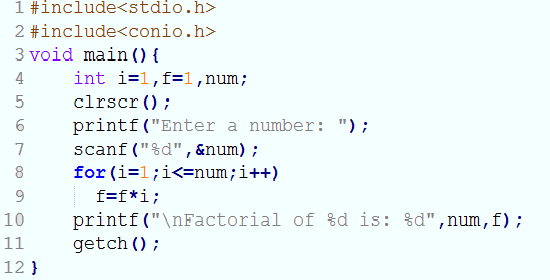 1 #include<stdio.h>
2 #include<conio.h>
3 void main(){
4     int i=1,f=1,num;
5     clrscr();
6     printf("Enter a number: ");
7     scanf("%d",&num);
8     for(i=1;i<=num;i++)
9       f=f*i;
10     printf("\nFactorial of %d is: %d",num,f);
11     getch();
12 }